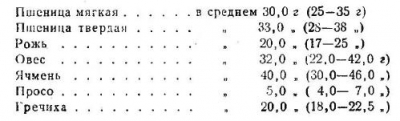 Пшеница мягкая . . . . . . в среднем 30,0 г (25—35 г)
Пшеница твердая . . . . . „ 33,0 „ (28—38 „)
Рожь . . . . . . . . . . „ 20,0 „ (17—25 „)
Овес . . . . . . . . . . „ 32,0 „ (22,0—42,0 г)
Ячмень . . . . . . . . . „ 40,0 „ (30,0—46,0 „)
Просо . . . . . . . . . . „ 5,0 „ ( 4,0— 7,0 „)
Гречиха . . . . . . . . . „ 20,0 „ (18,0—22,5 „)